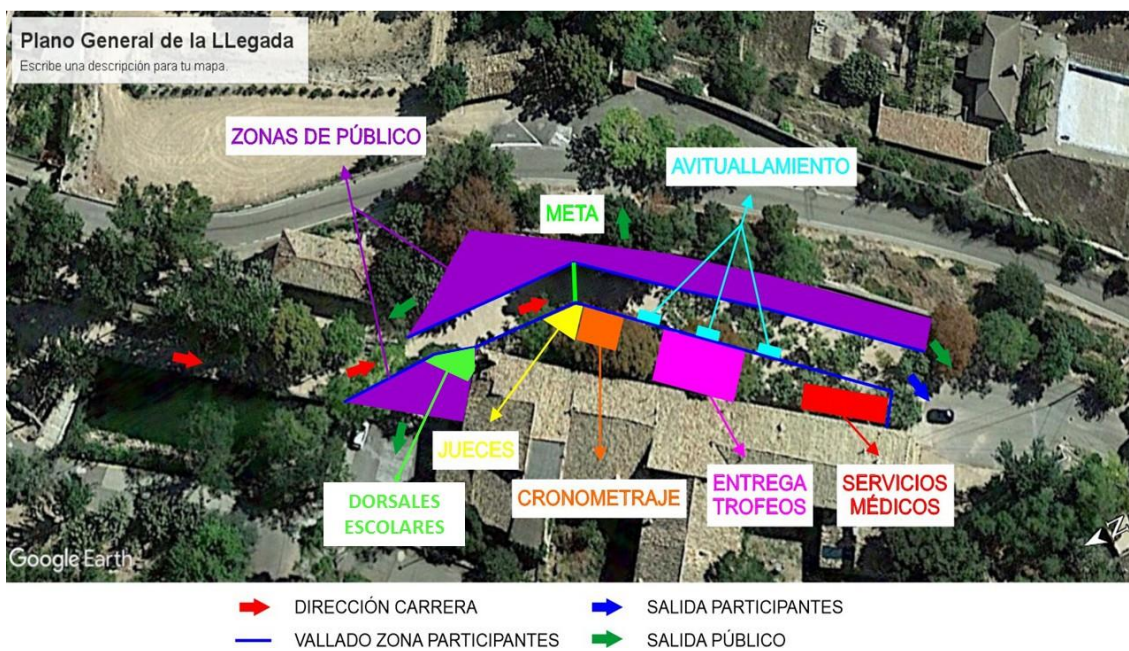 Plano General de la LLegada
Escribe una descripción para tu mapa.
ZONAS DE PÚBLICO
AVITUALLAMIENTO
META
JUECES
DORSALES
ESCOLARES
CRONOMETRAJE
ENTREGA
TROFEOS
SERVICIOS
MÉDICOS
N
Google Earth
DIRECCIÓN CARRERA
SALIDA PARTICIPANTES
VALLADO ZONA PARTICIPANTES
SALIDA PÚBLICO